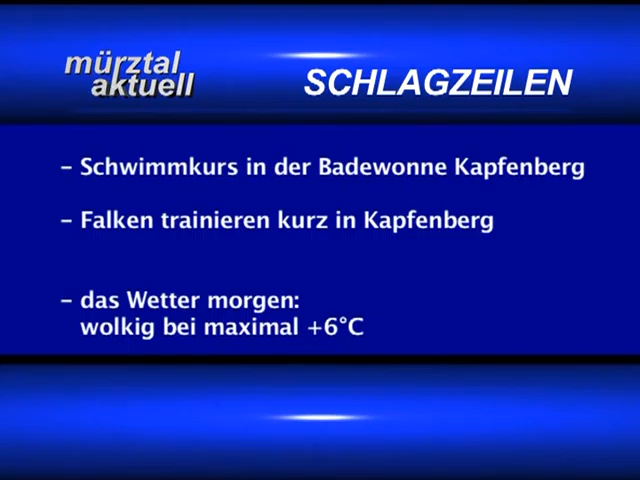 mürztal
aktuell
SCHLAGZEILEN
– Schwimmkurs in der Badewonne Kapfenberg
– Falken trainieren kurz in Kapfenberg
– das Wetter morgen:
wolkig bei maximal +6°C